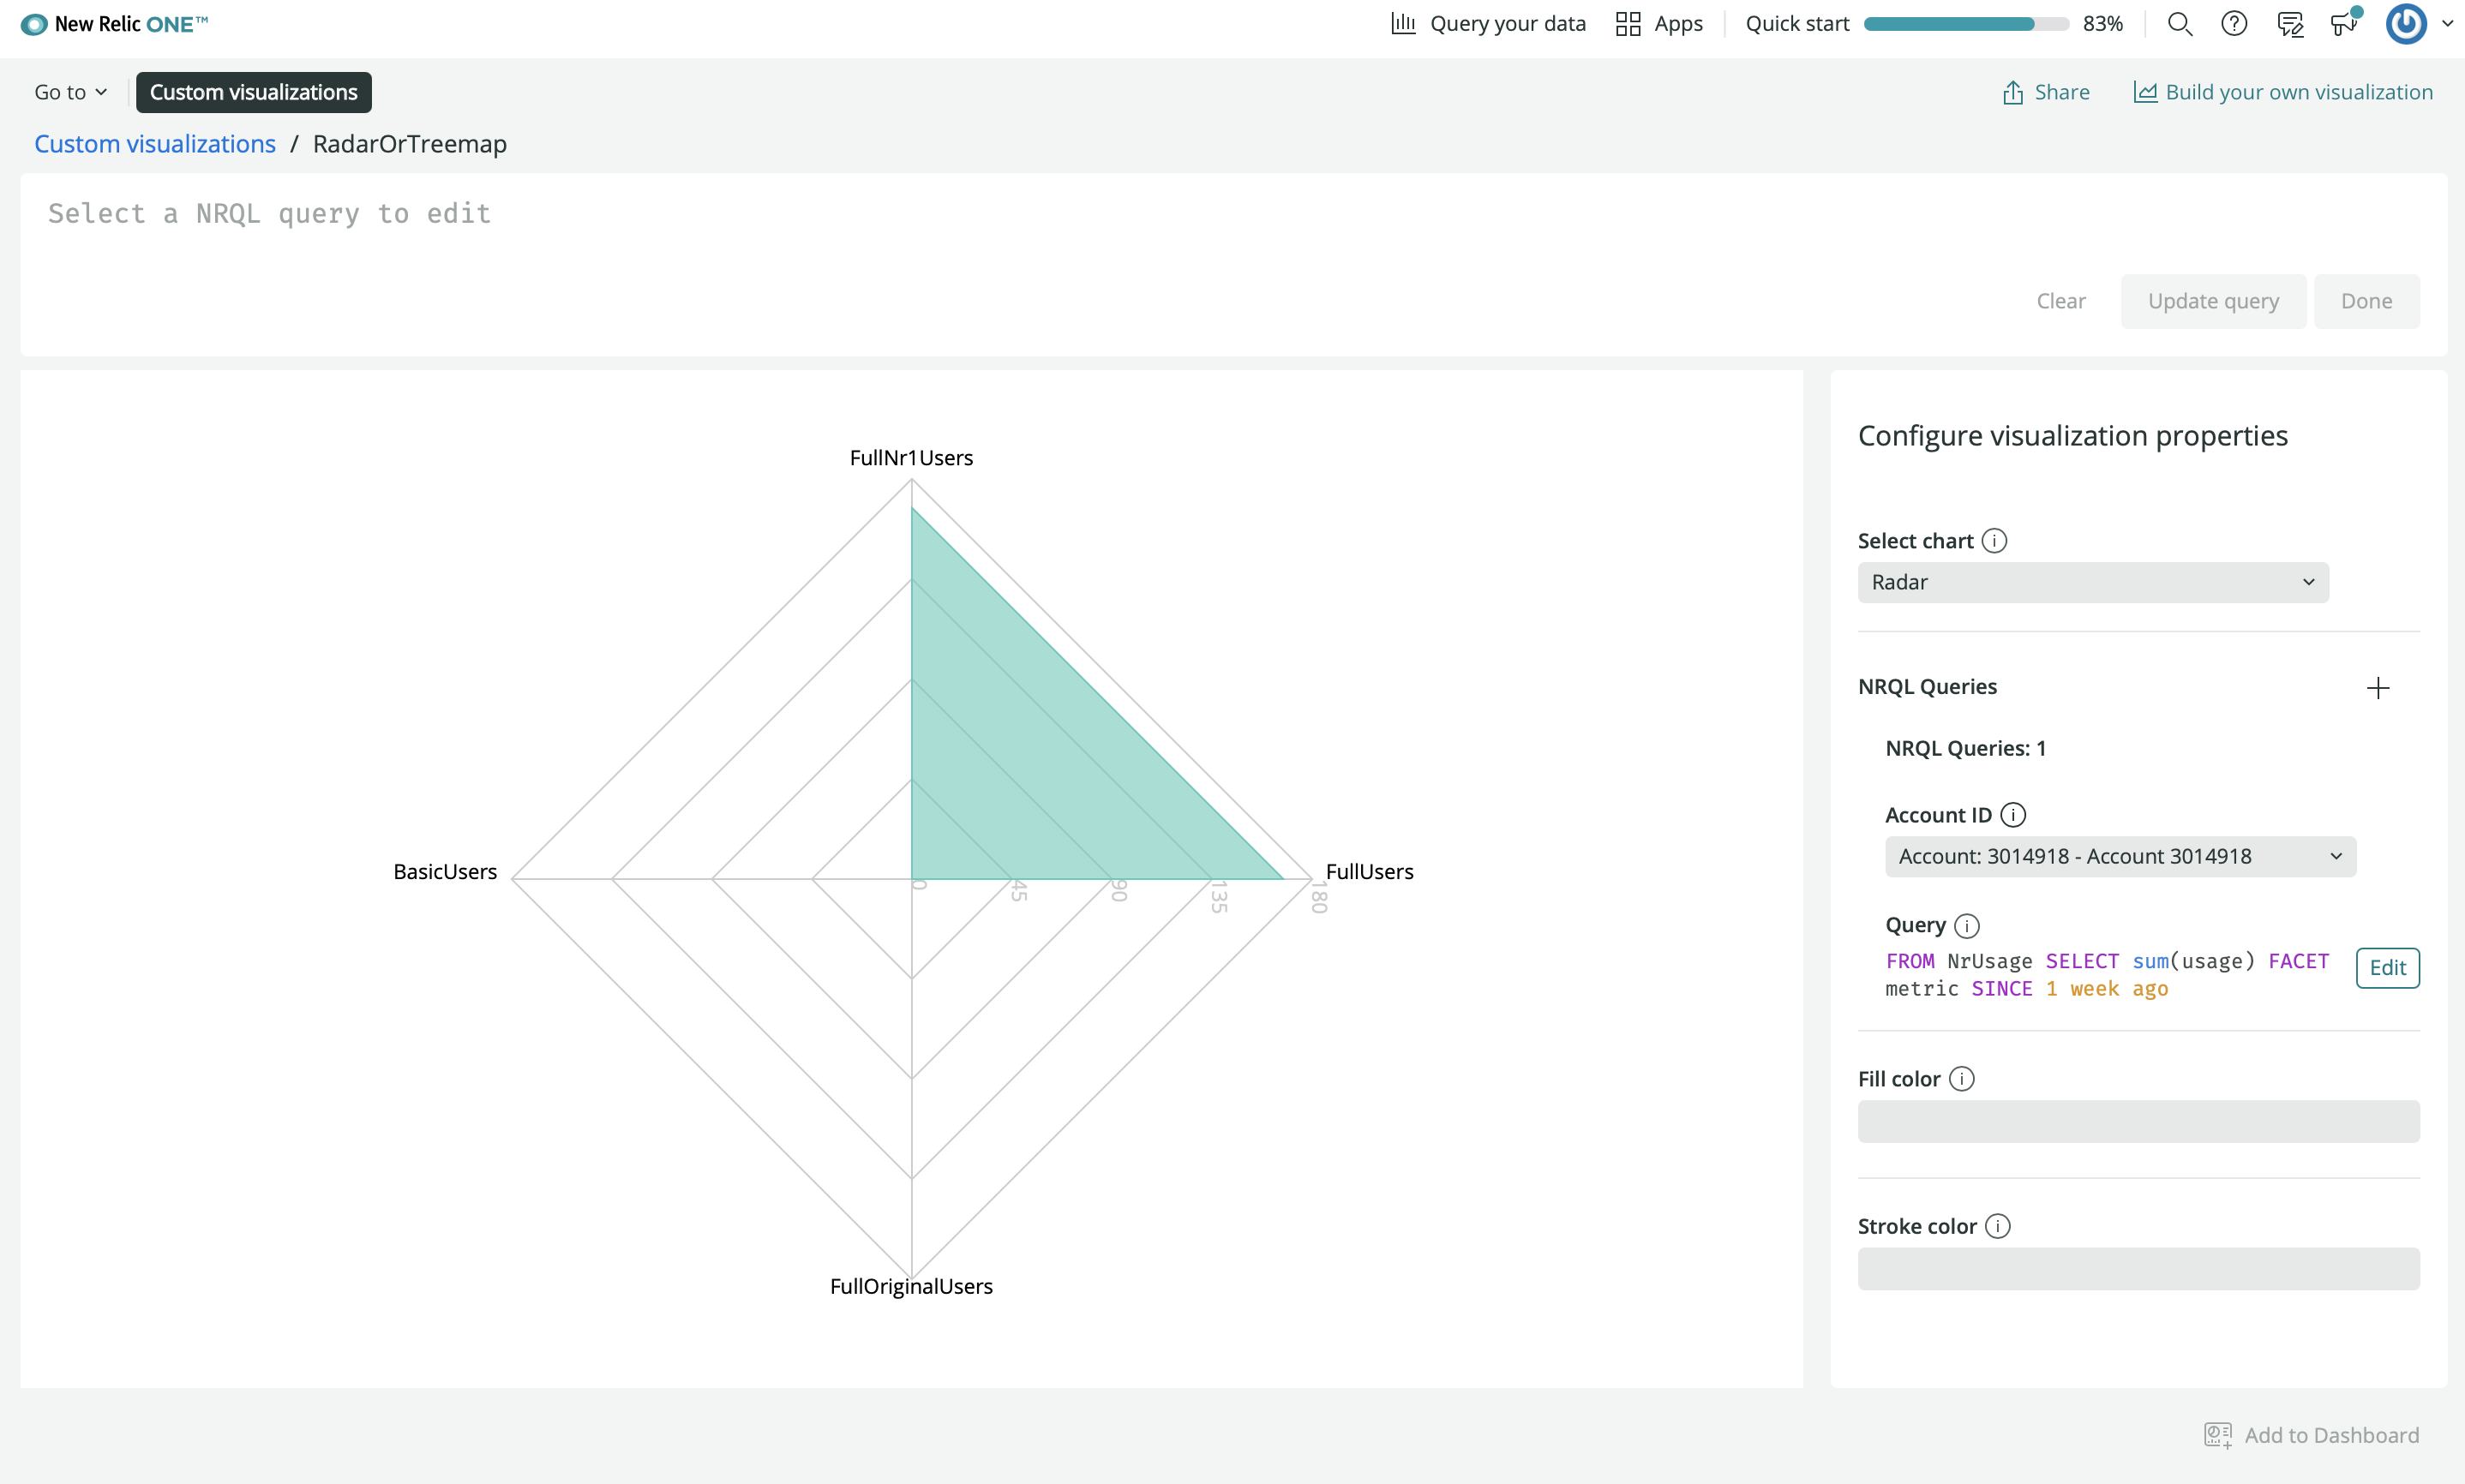 New Relic ONE™
Query your data
Apps
Quick start
83%
Go to
Custom visualizations
Share
Build your own visualization
Custom visualizations / RadarOrTreemap
Select a NRQL query to edit
Clear
Update query
Done
FullNr1Users
BasicUsers
FullUsers
0
45
90
135
180
FullOriginalUsers
Configure visualization properties
Select chart
Radar
NRQL Queries
NRQL Queries: 1
Account ID
Account: 3014918 - Account 3014918
Query
FROM NrUsage SELECT sum(usage) FACET
metric SINCE 1 week ago
Edit
Fill color
Stroke color
Add to Dashboard